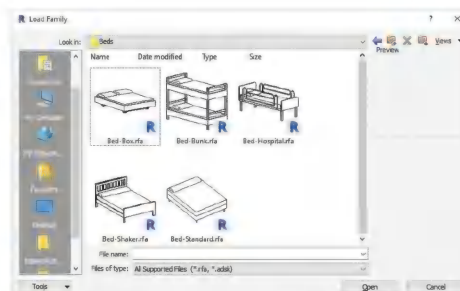 Load Family
? X
Look in: Beds
Views
Preview
Name Date modified Type Size
Bed-Box.rfa Bed-Bunk.rfa Bed-Hospital.rfa
Bed-Shaker.rfa Bed-Standard.rfa
File name:
Files of type: All Supported Files (*.rfa, *.adsk)
Tools Open Cancel